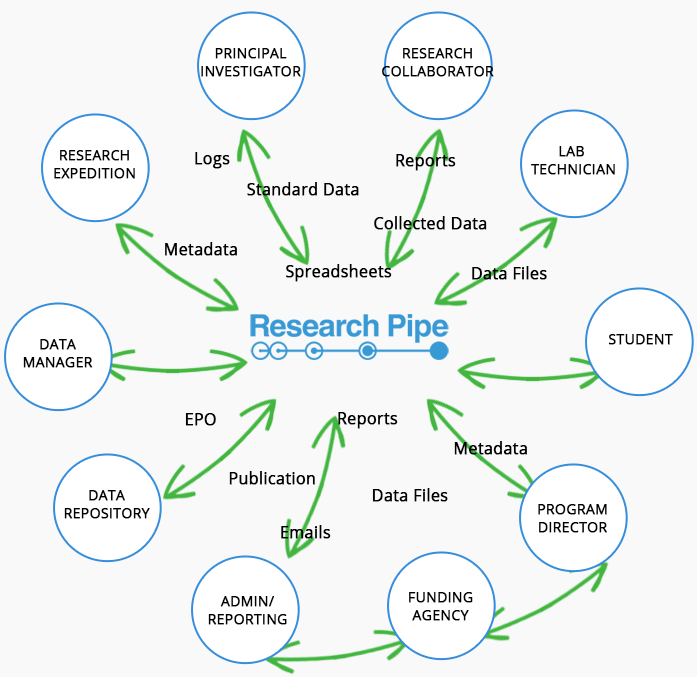 PRINCIPAL
INVESTIGATOR
RESEARCH
COLLABORATOR
RESEARCH
EXPEDITION
LAB
TECHNICIAN
Logs
Reports
Standard Data
Collected Data
Metadata
Spreadsheets
Data Files
Research Pipe
DATA
MANAGER
STUDENT
EPO
Reports
Metadata
Publication
Data Files
DATA
REPOSITORY
PROGRAM
DIRECTOR
Emails
ADMIN/
REPORTING
FUNDING
AGENCY